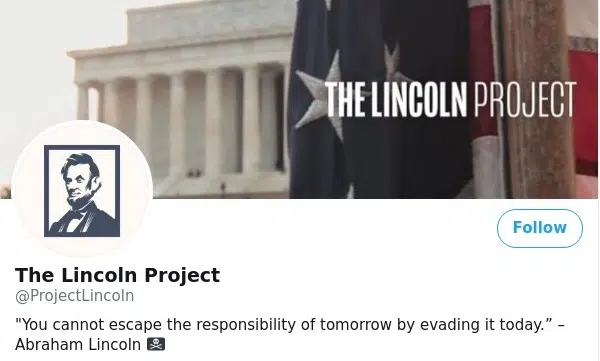 THE LINCOLN PROJECT
Follow
The Lincoln Project
@ProjectLincoln
"You cannot escape the responsibility of tomorrow by evading it today.” –
Abraham Lincoln 🏴‍☠️